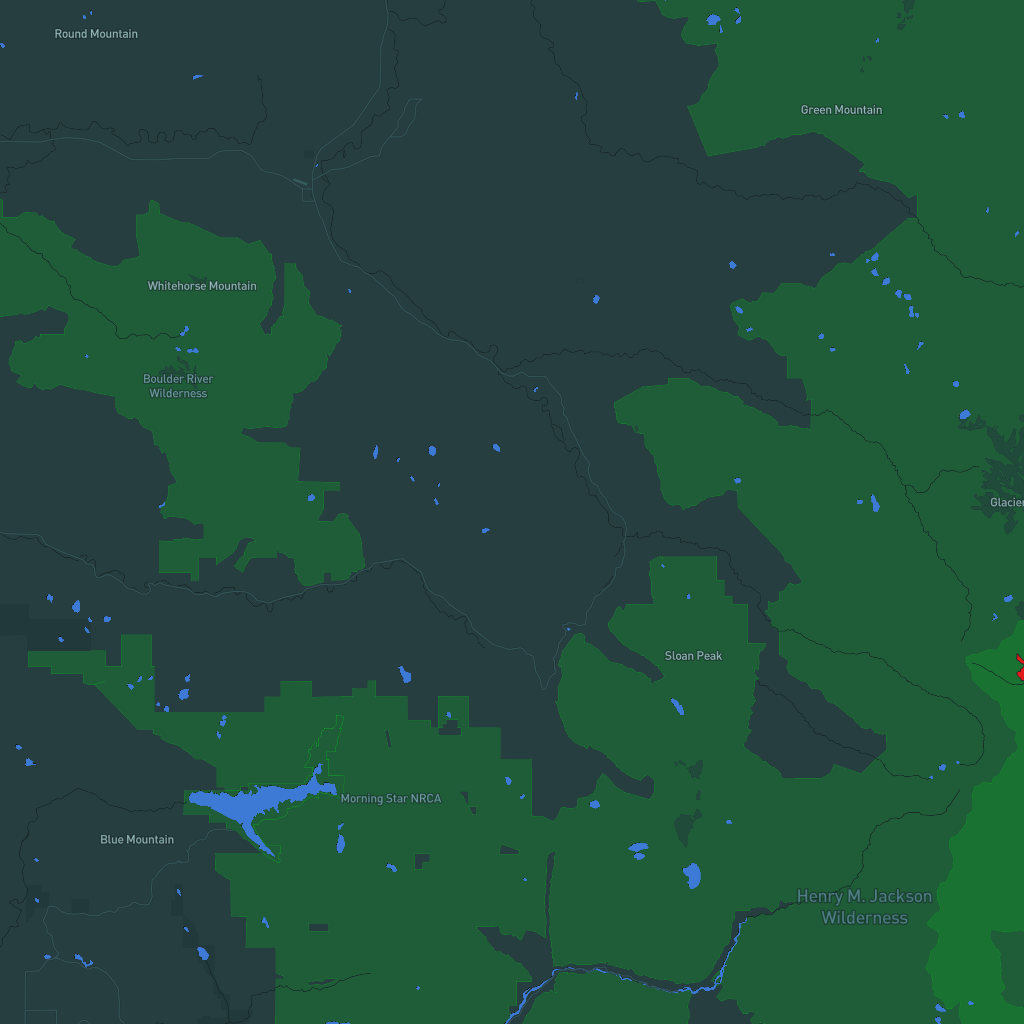 Round Mountain
Green Mountain
Whitehorse Mountain
Boulder River
Wilderness
Glacier
Sloan Peak
Morning Star NRCA
Blue Mountain
Henry M. Jackson
Wilderness